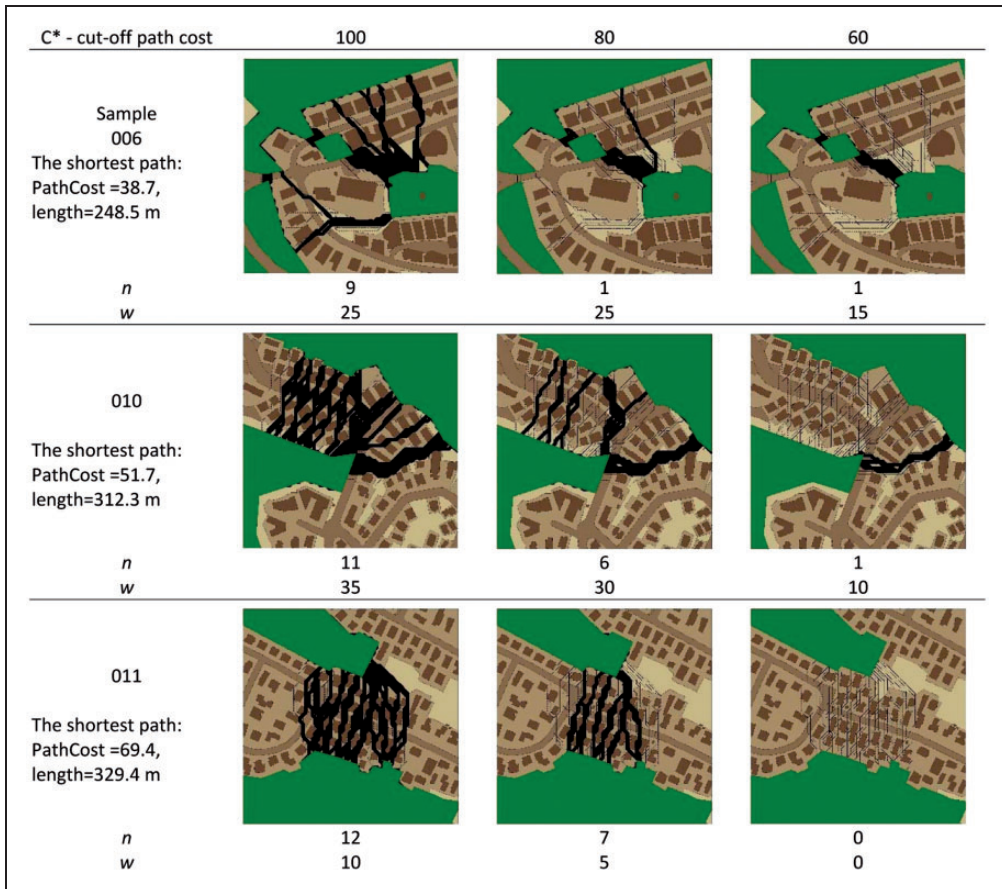 C* - cut-off path cost 100 80 60
Sample
006
The shortest path:
PathCost =38.7,
length=248.5 m
n 9 1 1
w 25 25 15
010
The shortest path:
PathCost =51.7,
length=312.3 m
n 11 6 1
w 35 30 10
011
The shortest path:
PathCost =69.4,
length=329.4 m
n 12 7 0
w 10 5 0